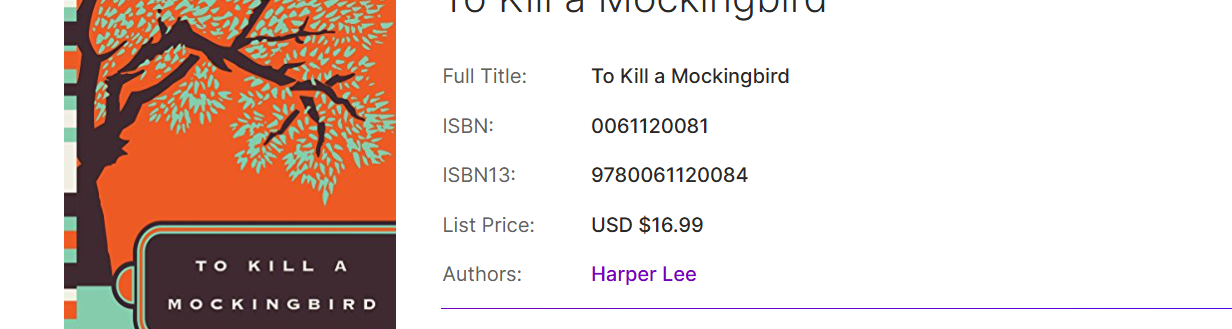 To Kill a Mockingbird
Full Title: To Kill a Mockingbird
ISBN: 0061120081
ISBN13: 9780061120084
List Price: USD $16.99
Authors: Harper Lee
TO KILL A
MOCKINGBIRD